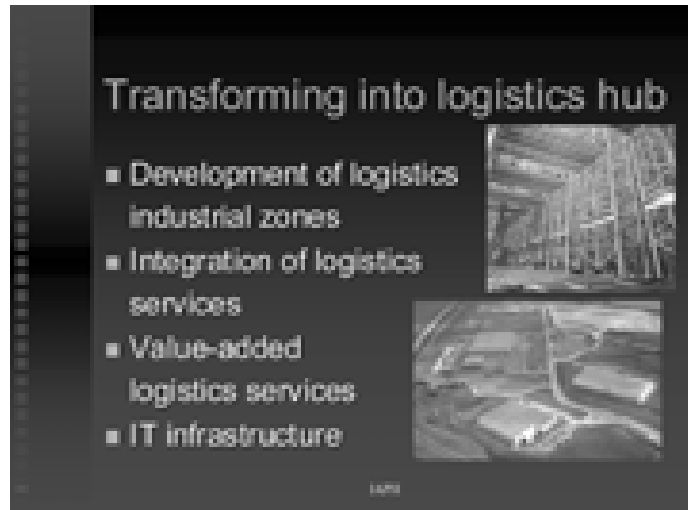 Transforming into logistics hub
Development of logistics
industrial zones
Integration of logistics
services
Value-added
logistics services
IT infrastructure